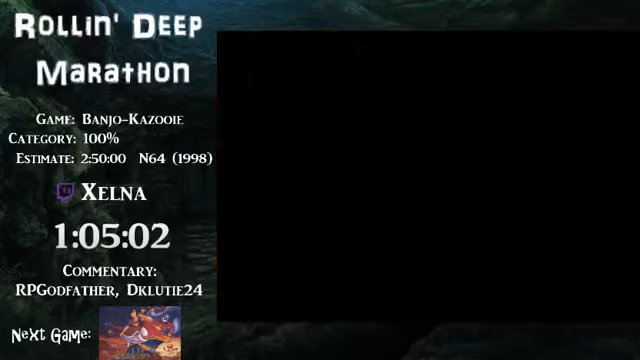 Rollin' Deep
Marathon
Game: Banjo-Kazooie
Category: 100%
Estimate: 2:50:00 N64 (1998)
Xelna
1:05:02
Commentary:
RPGodfather, Dklutie24
Next Game: